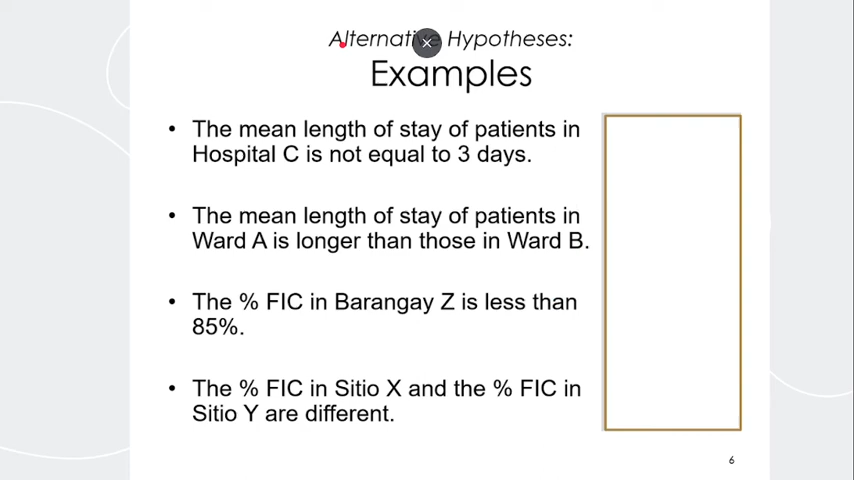 Alternative Hypotheses:
Examples
• The mean length of stay of patients in
Hospital C is not equal to 3 days.
• The mean length of stay of patients in
Ward A is longer than those in Ward B.
• The % FIC in Barangay Z is less than
85%.
• The % FIC in Sitio X and the % FIC in
Sitio Y are different.
6